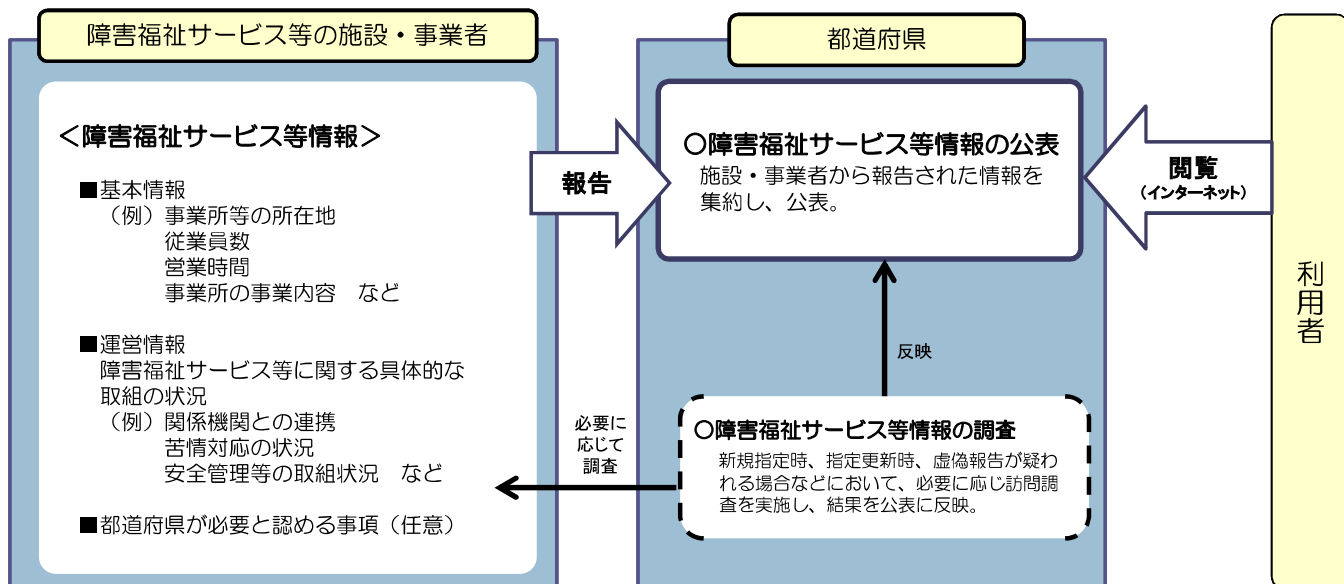 障害福祉サービス等の施設・事業者
＜障害福祉サービス等情報＞
■基本情報
（例）事業所等の所在地
従業員数
営業時間
事業所の事業内容　など
■運営情報
障害福祉サービス等に関する具体的な
取組の状況
（例）関係機関との連携
苦情対応の状況
安全管理等の取組状況　など
■都道府県が必要と認める事項（任意）
報告
必要に
応じて
調査
都道府県
○障害福祉サービス等情報の公表
施設・事業者から報告された情報を
集約し、公表。
反映
○障害福祉サービス等情報の調査
新規指定時、指定更新時、虚偽報告が疑わ
れる場合などにおいて、必要に応じ訪問調
査を実施し、結果を公表に反映。
閲覧
（インターネット）
利用者